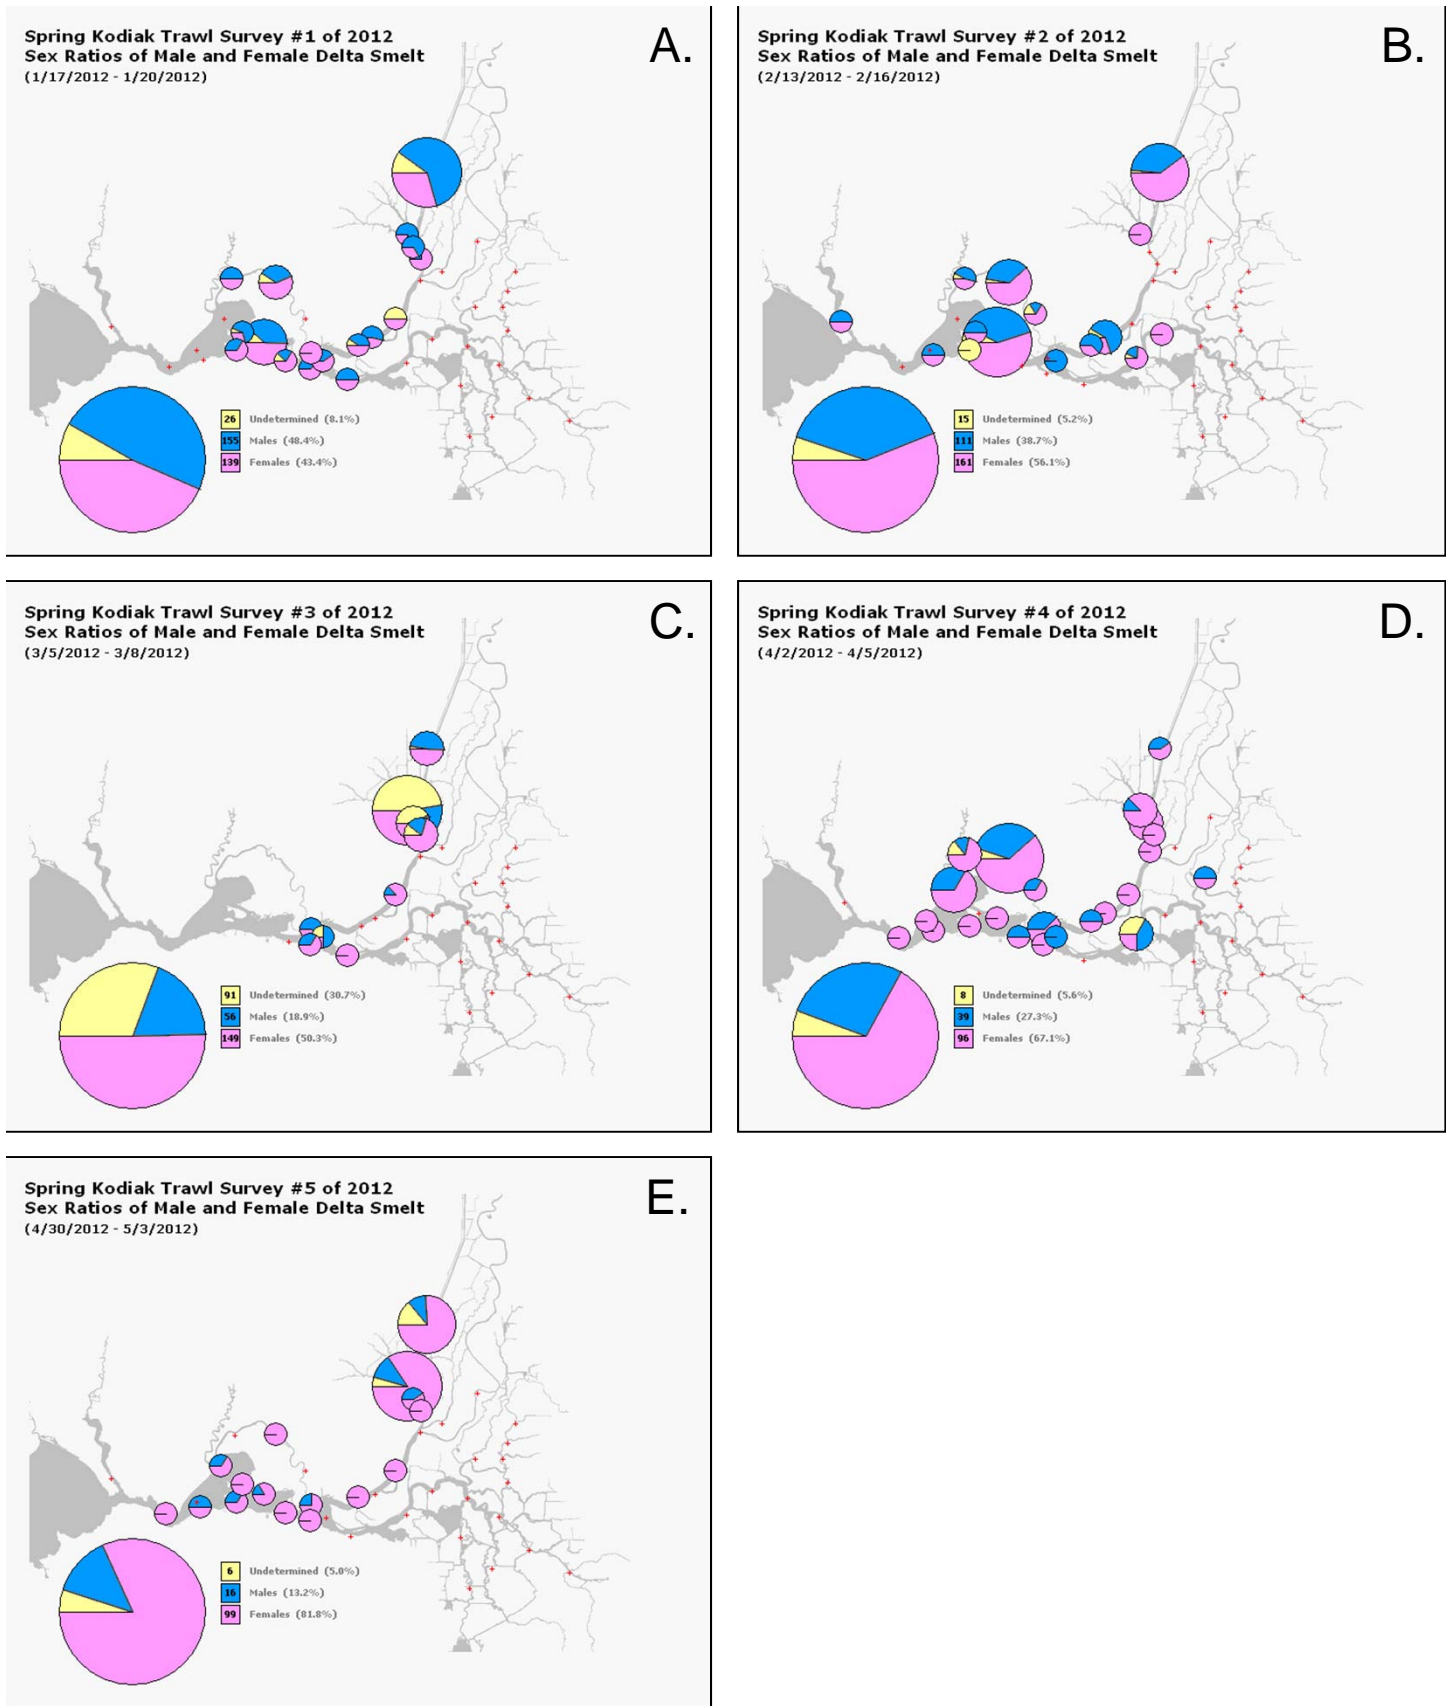 Spring Kodiak Trawl Survey #1 of 2012
Sex Ratios of Male and Female Delta Smelt
(1/17/2012 - 1/20/2012)
A.
26 Undetermined (8.1%)
155 Males (48.4%)
139 Females (43.4%)
Spring Kodiak Trawl Survey #2 of 2012
Sex Ratios of Male and Female Delta Smelt
(2/13/2012 - 2/16/2012)
B.
15 Undetermined (5.2%)
111 Males (38.7%)
161 Females (56.1%)
Spring Kodiak Trawl Survey #3 of 2012
Sex Ratios of Male and Female Delta Smelt
(3/5/2012 - 3/8/2012)
C.
91 Undetermined (30.7%)
56 Males (18.9%)
149 Females (50.3%)
Spring Kodiak Trawl Survey #4 of 2012
Sex Ratios of Male and Female Delta Smelt
(4/2/2012 - 4/5/2012)
D.
8 Undetermined (5.6%)
39 Males (27.3%)
96 Females (67.1%)
Spring Kodiak Trawl Survey #5 of 2012
Sex Ratios of Male and Female Delta Smelt
(4/30/2012 - 5/3/2012)
E.
6 Undetermined (5.0%)
16 Males (13.2%)
99 Females (81.8%)